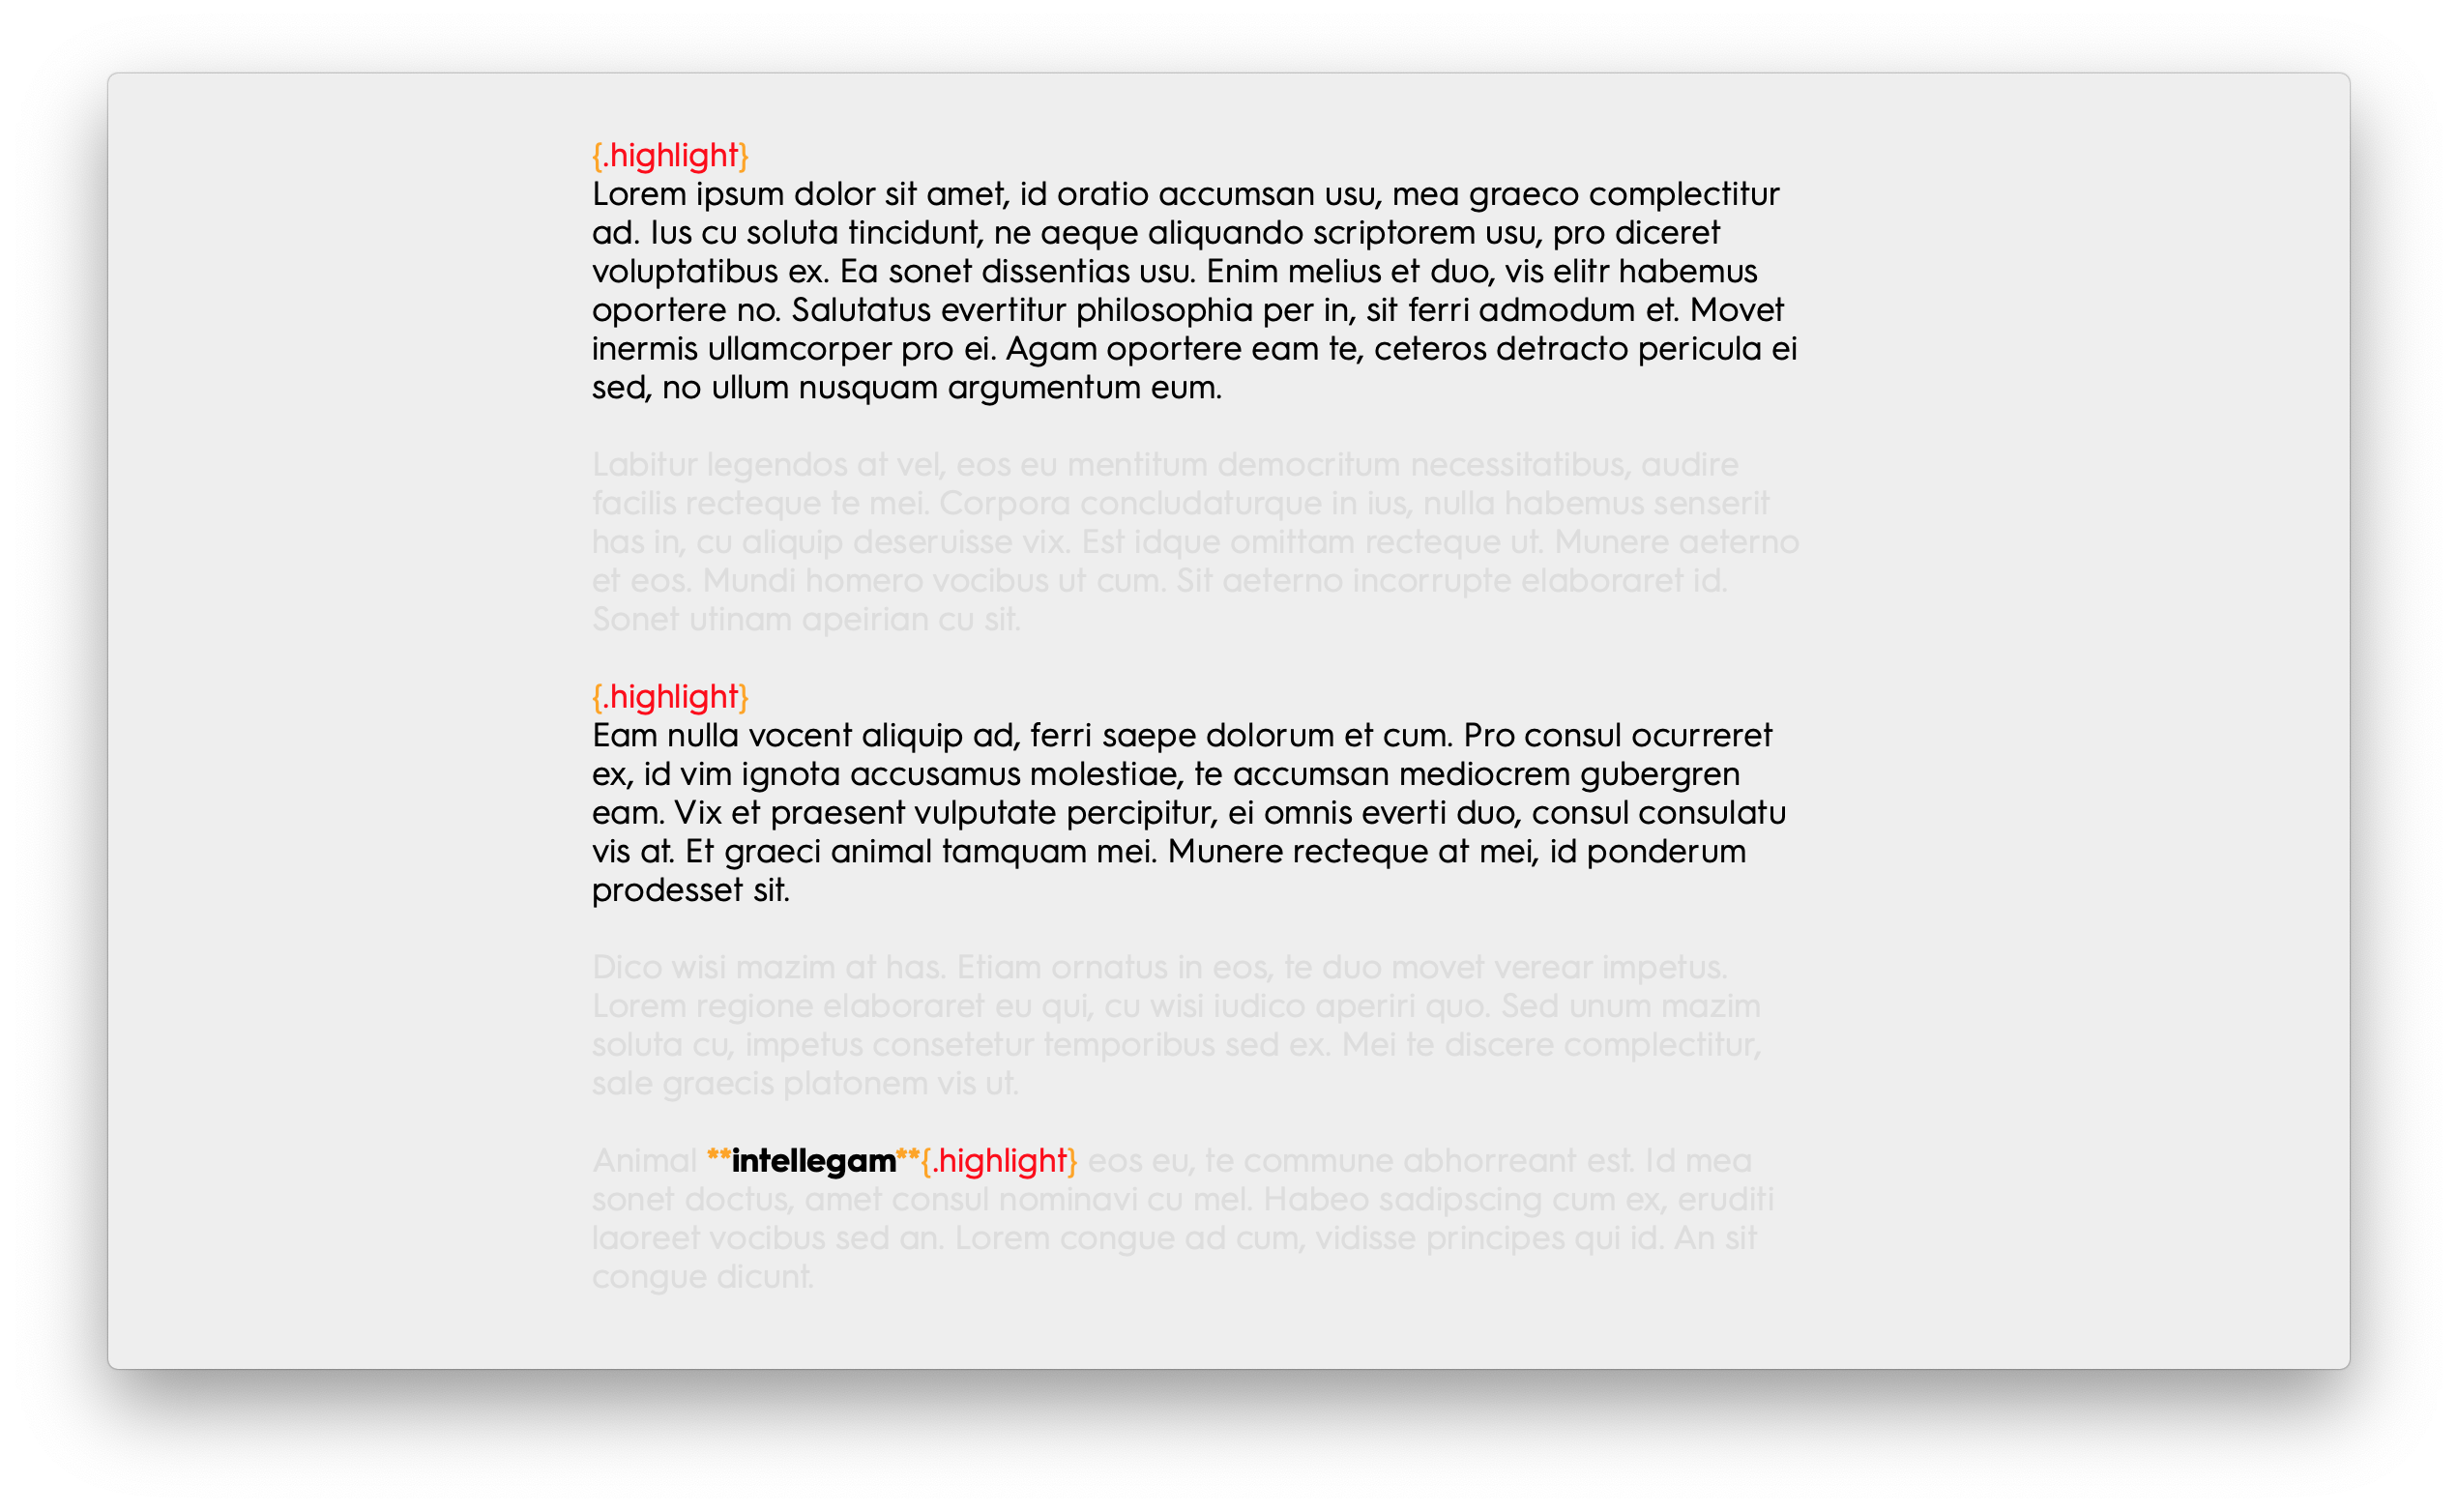 {.highlight}
Lorem ipsum dolor sit amet, id oratio accumsan usu, mea graeco complectitur
ad. Ius cu soluta tincidunt, ne aeque aliquando scriptorem usu, pro diceret
voluptatibus ex. Ea sonet dissentias usu. Enim melius et duo, vis elitr habemus
oportere no. Salutatus evertitur philosophia per in, sit ferri admodum et. Movet
inermis ullamcorper pro ei. Agam oportere eam te, ceteros detracto pericula ei
sed, no ullum nusquam argumentum eum.
Labitur legendos at vel, eos eu mentitum democritum necessitatibus, audire
facilis recteque te mei. Corpora concludaturque in ius, nulla habemus senserit
has in, cu aliquip deseruisse vix. Est idque omittam recteque ut. Munere aeterno
et eos. Mundi homero vocibus ut cum. Sit aeterno incorrupte elaboraret id.
Sonet utinam apeirian cu sit.
{.highlight}
Eam nulla vocent aliquip ad, ferri saepe dolorum et cum. Pro consul ocurreret
ex, id vim ignota accusamus molestiae, te accumsan mediocrem gubergren
eam. Vix et praesent vulputate percipitur, ei omnis everti duo, consul consulatu
vis at. Et graeci animal tamquam mei. Munere recteque at mei, id ponderum
prodesset sit.
Dico wisi mazim at has. Etiam ornatus in eos, te duo movet verear impetus.
Lorem regione elaboraret eu qui, cu wisi iudico aperiri quo. Sed unum mazim
soluta cu, impetus consetetur temporibus sed ex. Mei te discere complectitur,
sale graecis platonem vis ut.
Animal **intellegam**{.highlight} eos eu, te commune abhorreant est. Id mea
sonet doctus, amet consul nominavi cu mel. Habeo sadipscing cum ex, eruditi
laoreet vocibus sed an. Lorem congue ad cum, vidisse principes qui id. An sit
congue dicunt.